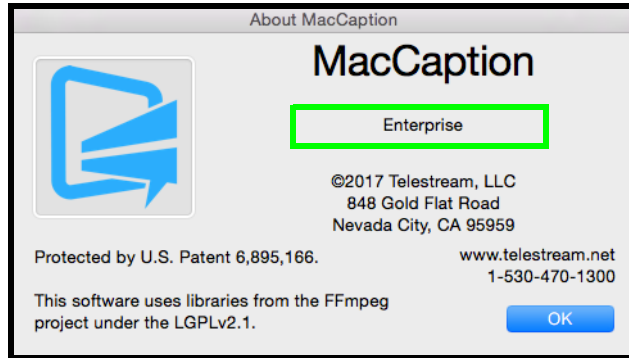 About MacCaption
MacCaption
Enterprise
©2017 Telestream, LLC
848 Gold Flat Road
Nevada City, CA 95959
Protected by U.S. Patent 6,895,166.
www.telestream.net
1-530-470-1300
This software uses libraries from the FFmpeg
project under the LGPLv2.1.
OK